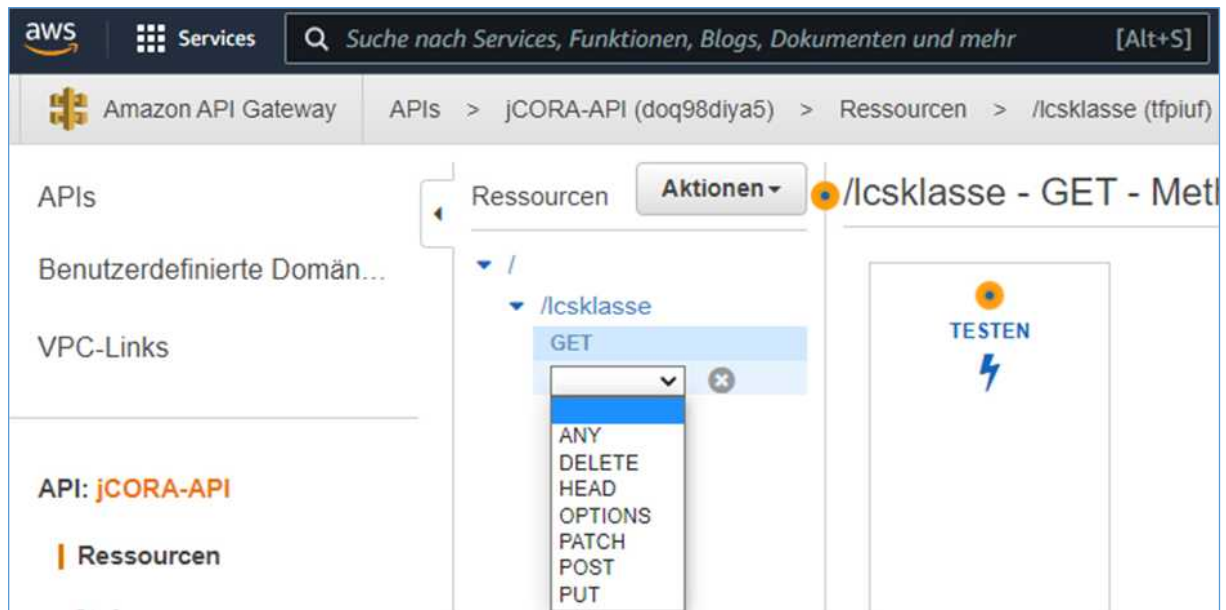 aws Services Suche nach Services, Funktionen, Blogs, Dokumenten und mehr [Alt+S]
Amazon API Gateway APIs > jCORA-API (doq98diya5) > Ressourcen > /lcsklasse (tfpiuf)
APIs
Benutzerdefinierte Domän...
VPC-Links
API: jCORA-API
Ressourcen
Ressourcen Aktionen
/
/lcsklasse
GET
ANY
DELETE
HEAD
OPTIONS
PATCH
POST
PUT
/lcsklasse - GET -
TESTEN